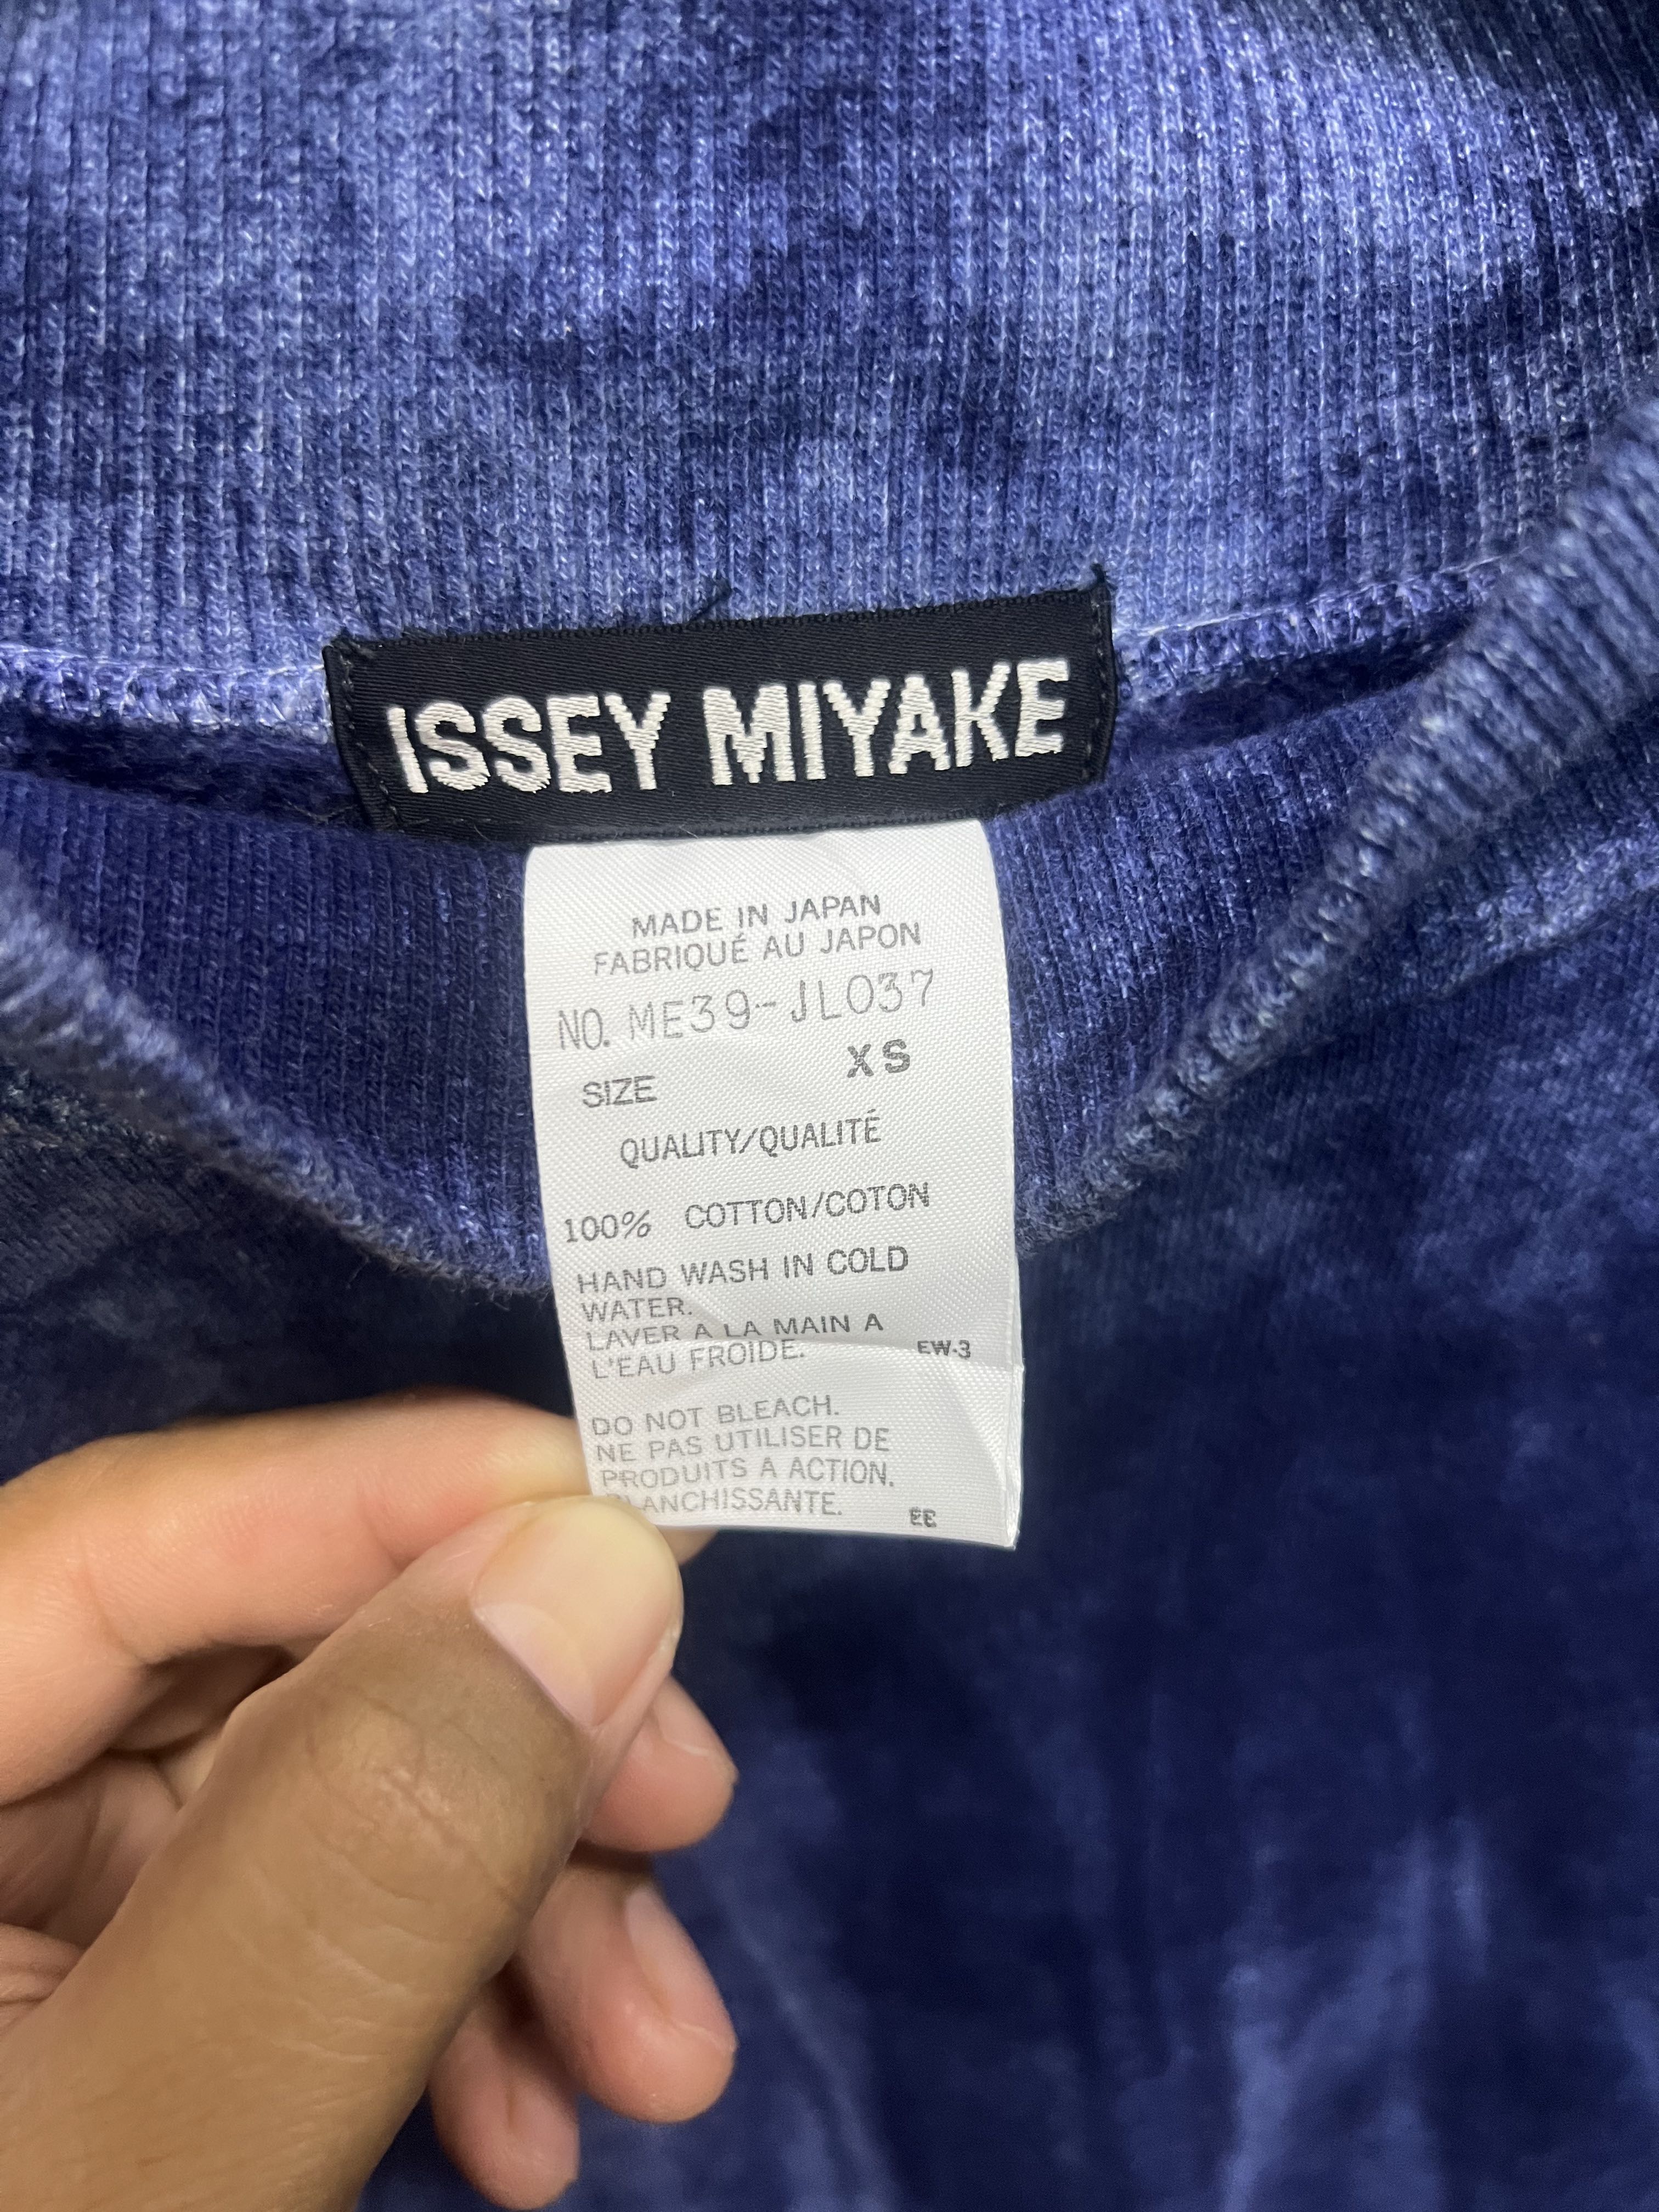 ISSEY MIYAKE
MADE IN JAPAN
FABRIQUÉ AU JAPON
NO. ME39-JL037
XS
SIZE
QUALITY/QUALITÉ
100% COTTON/COTON
HAND WASH IN COLD
WATER.
LAVER A LA MAIN A
L'EAU FROIDE. EW-3
DO NOT BLEACH.
NE PAS UTILISER DE
PRODUITS A ACTION.
BLANCHISSANTE. EE